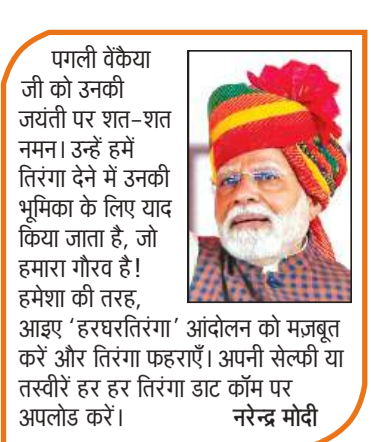 पगली वेंकैया
जी को उनकी
जयंती पर शत-शत
नमन। उन्हें हमें
तिरंगा देने में उनकी
भूमिका के लिए याद
किया जाता है, जो
हमारा गौरव है!
हमेशा की तरह,
आइए ‘हरघरतिरंगा’ आंदोलन को मज़बूत
करें और तिरंगा फहराएँ। अपनी सेल्फी या
तस्वीरें हर हर तिरंगा डाट कॉम पर
अपलोड करें। नरेन्द्र मोदी